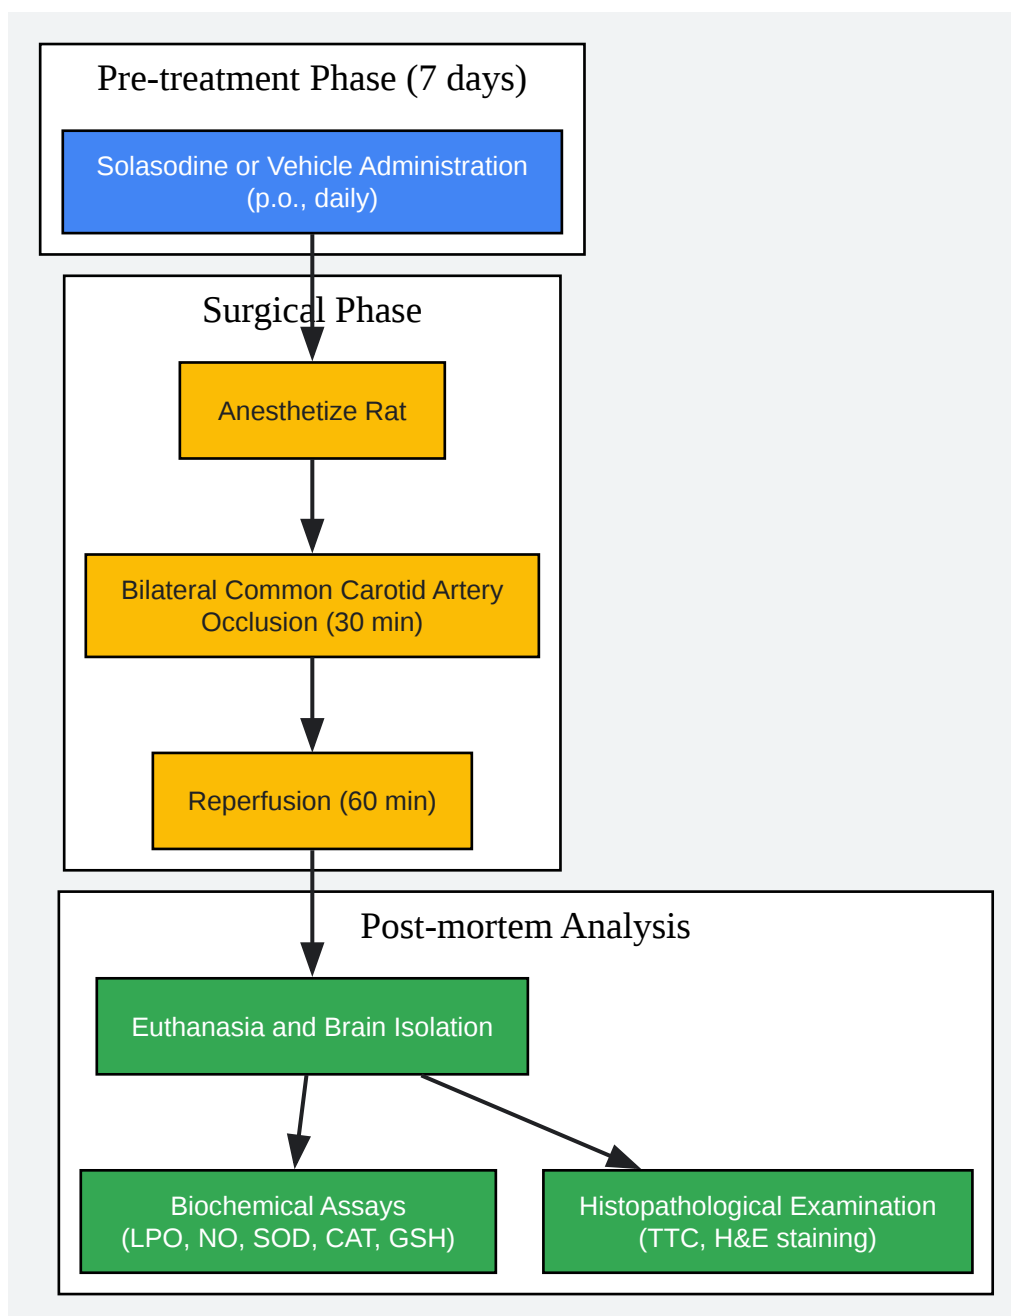 Pre-treatment Phase (7 days)
Solasodine or Vehicle Administration
(p.o., daily)
Surgical Phase
Anesthetize Rat
Bilateral Common Carotid Artery
Occlusion (30 min)
Reperfusion (60 min)
Post-mortem Analysis
Euthanasia and Brain Isolation
Biochemical Assays
(LPO, NO, SOD, CAT, GSH)
Histopathological Examination
(TTC, H&E staining)